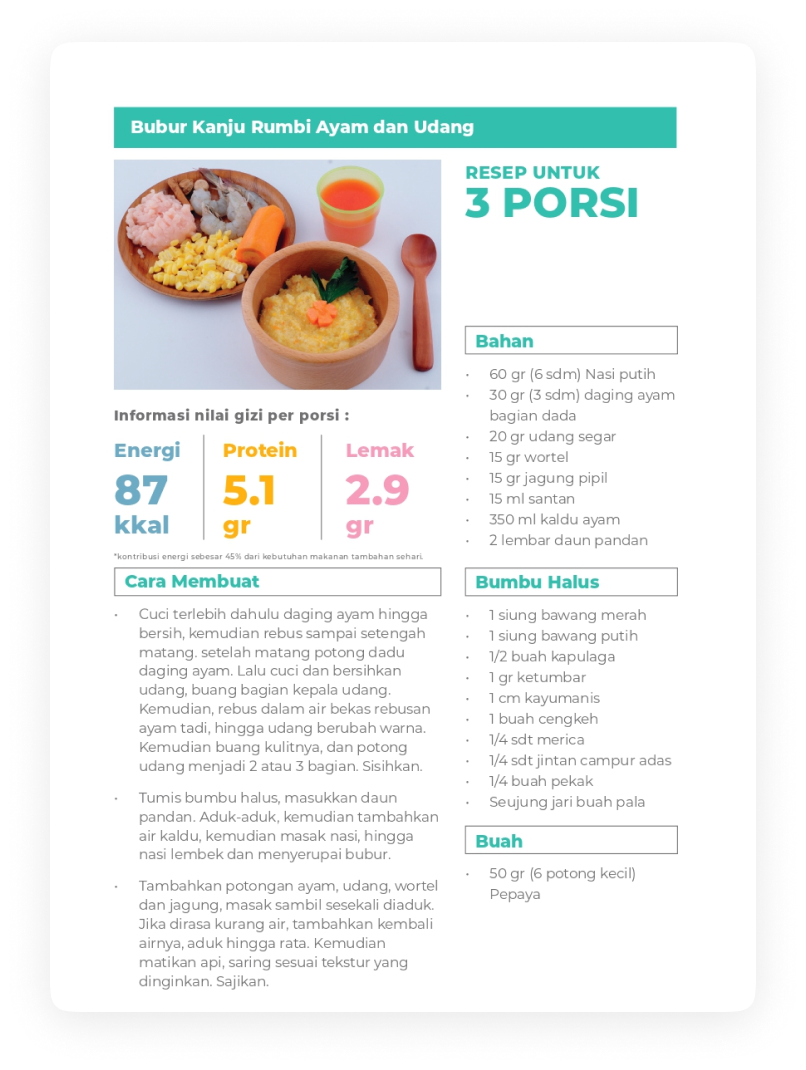 Bubur Kanju Rumbi Ayam dan Udang
RESEP UNTUK
3 PORSI
Informasi nilai gizi per porsi :
Energi
87
kkal
Protein
5.1
gr
Lemak
2.9
gr
*kontribusi energi sebesar 45% dari kebutuhan makanan tambahan sehari.
Cara Membuat
• Cuci terlebih dahulu daging ayam hingga
bersih, kemudian rebus sampai setengah
matang. setelah matang potong dadu
daging ayam. Lalu cuci dan bersihkan
udang, buang bagian kepala udang.
Kemudian, rebus dalam air bekas rebusan
ayam tadi, hingga udang berubah warna.
Kemudian buang kulitnya, dan potong
udang menjadi 2 atau 3 bagian. Sisihkan.
• Tumis bumbu halus, masukkan daun
pandan. Aduk-aduk, kemudian tambahkan
air kaldu, kemudian masak nasi, hingga
nasi lembek dan menyerupai bubur.
• Tambahkan potongan ayam, udang, wortel
dan jagung, masak sambil sesekali diaduk.
Jika dirasa kurang air, tambahkan kembali
airnya, aduk hingga rata. Kemudian
matikan api, saring sesuai tekstur yang
dinginkan. Sajikan.
Bahan
• 60 gr (6 sdm) Nasi putih
• 30 gr (3 sdm) daging ayam
bagian dada
• 20 gr udang segar
• 15 gr wortel
• 15 gr jagung pipil
• 15 ml santan
• 350 ml kaldu ayam
• 2 lembar daun pandan
Bumbu Halus
• 1 siung bawang merah
• 1 siung bawang putih
• 1/2 buah kapulaga
• 1 gr ketumbar
• 1 cm kayumanis
• 1 buah cengkeh
• 1/4 sdt merica
• 1/4 sdt jintan campur adas
• 1/4 buah pekak
• Seujung jari buah pala
Buah
• 50 gr (6 potong kecil)
Pepaya